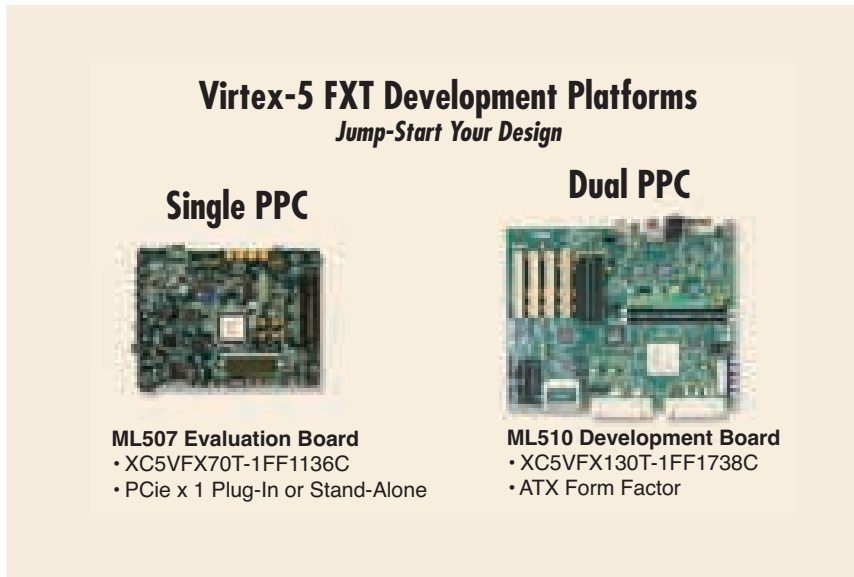 Virtex-5 FXT Development Platforms
Jump-Start Your Design
Single PPC
Dual PPC
ML507 Evaluation Board
• XC5VFX70T-1FF1136C
• PCie x 1 Plug-In or Stand-Alone
ML510 Development Board
• XC5VFX130T-1FF1738C
• ATX Form Factor